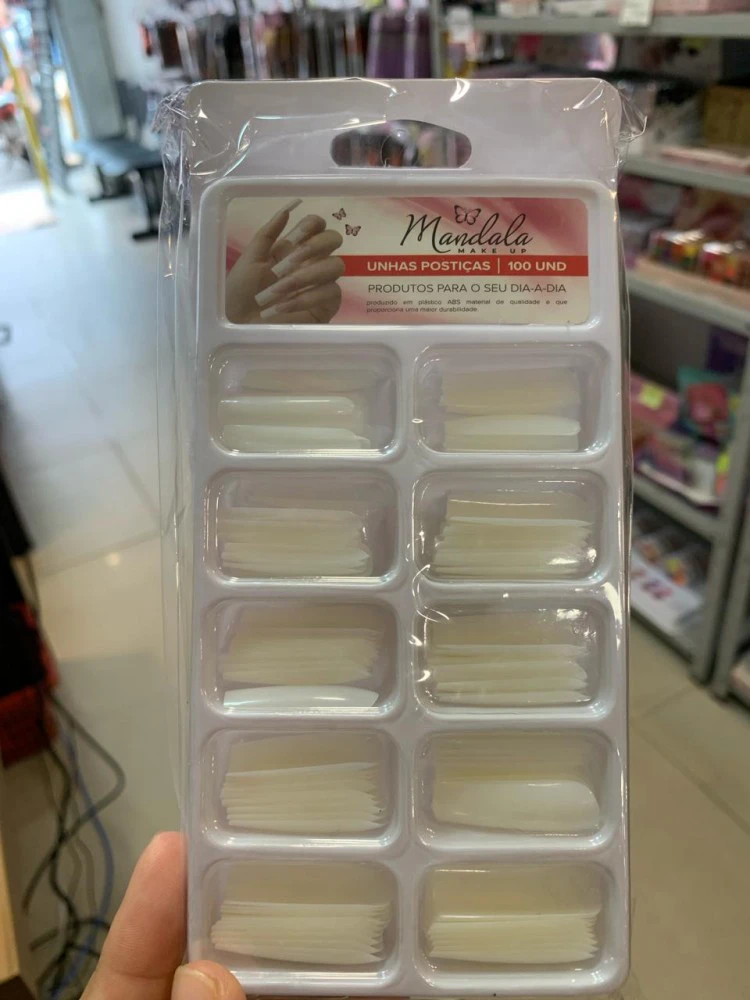 Mandala
MAKE UP
UNHAS POSTIÇAS | 100 UND
PRODUTOS PARA O SEU DIA-A-DIA
produzido em plástico ABS material de qualidade e que
proporciona uma maior durabilidade.